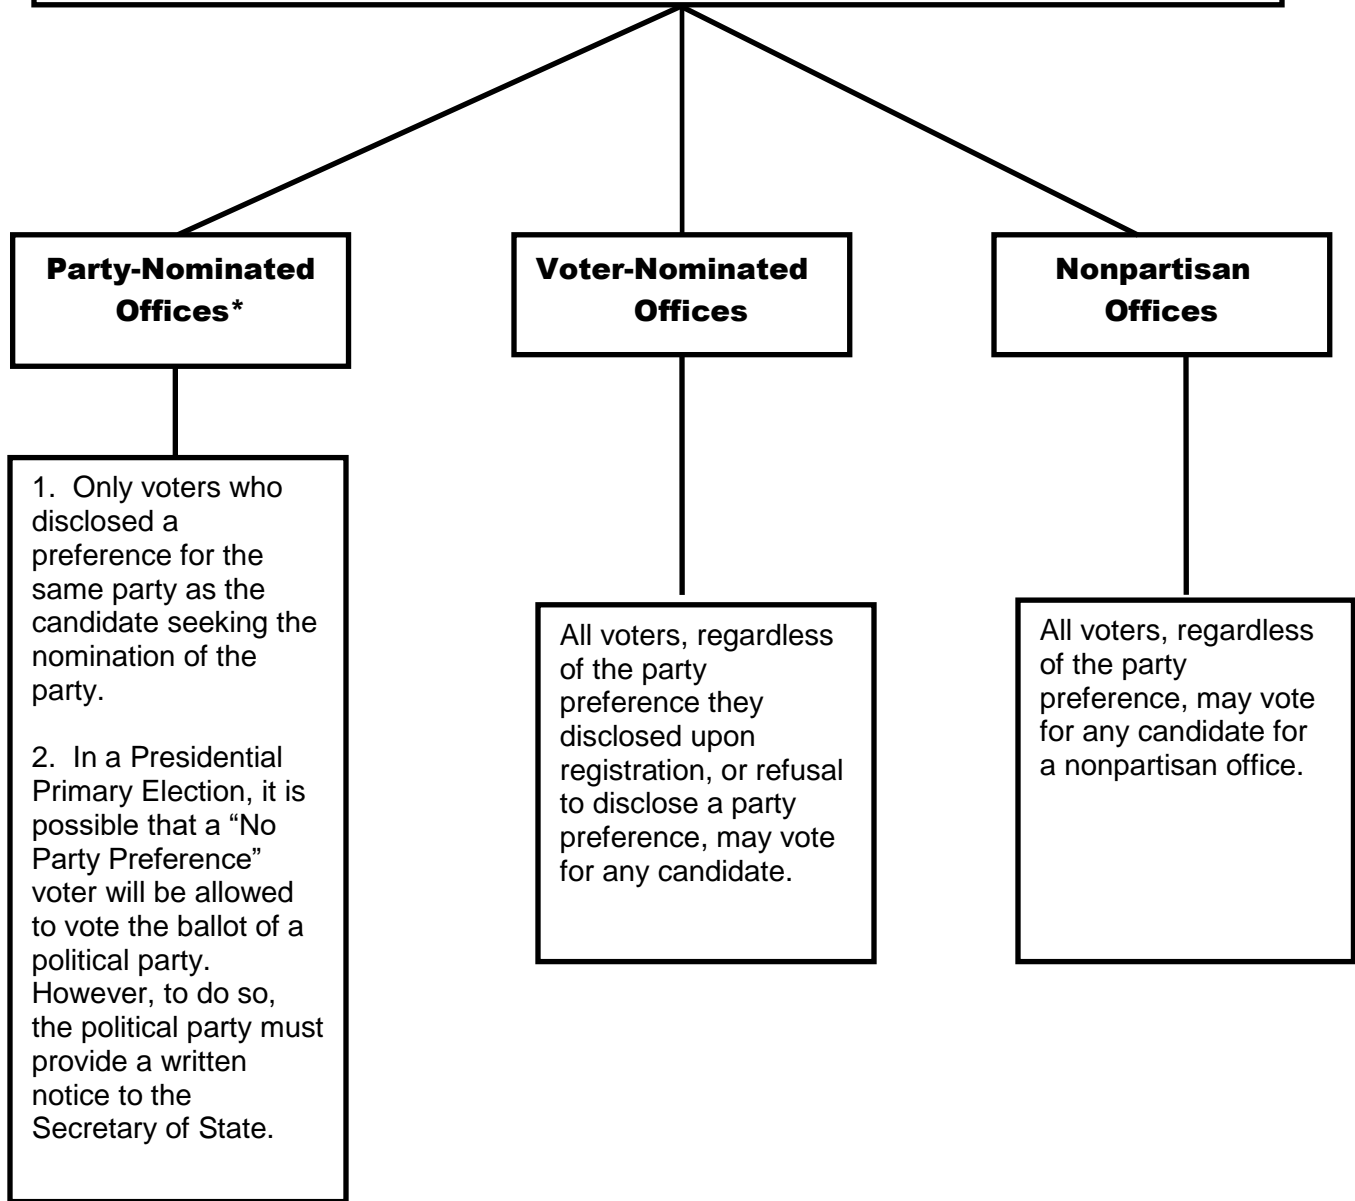 Party-Nominated
Offices*
Voter-Nominated
Offices
Nonpartisan
Offices
1. Only voters who
disclosed a
preference for the
same party as the
candidate seeking the
nomination of the
party.
2. In a Presidential
Primary Election, it is
possible that a “No
Party Preference”
voter will be allowed
to vote the ballot of a
political party.
However, to do so,
the political party must
provide a written
notice to the
Secretary of State.
All voters, regardless
of the party
preference they
disclosed upon
registration, or refusal
to disclose a party
preference, may vote
for any candidate.
All voters, regardless
of the party
preference, may vote
for any candidate for
a nonpartisan office.